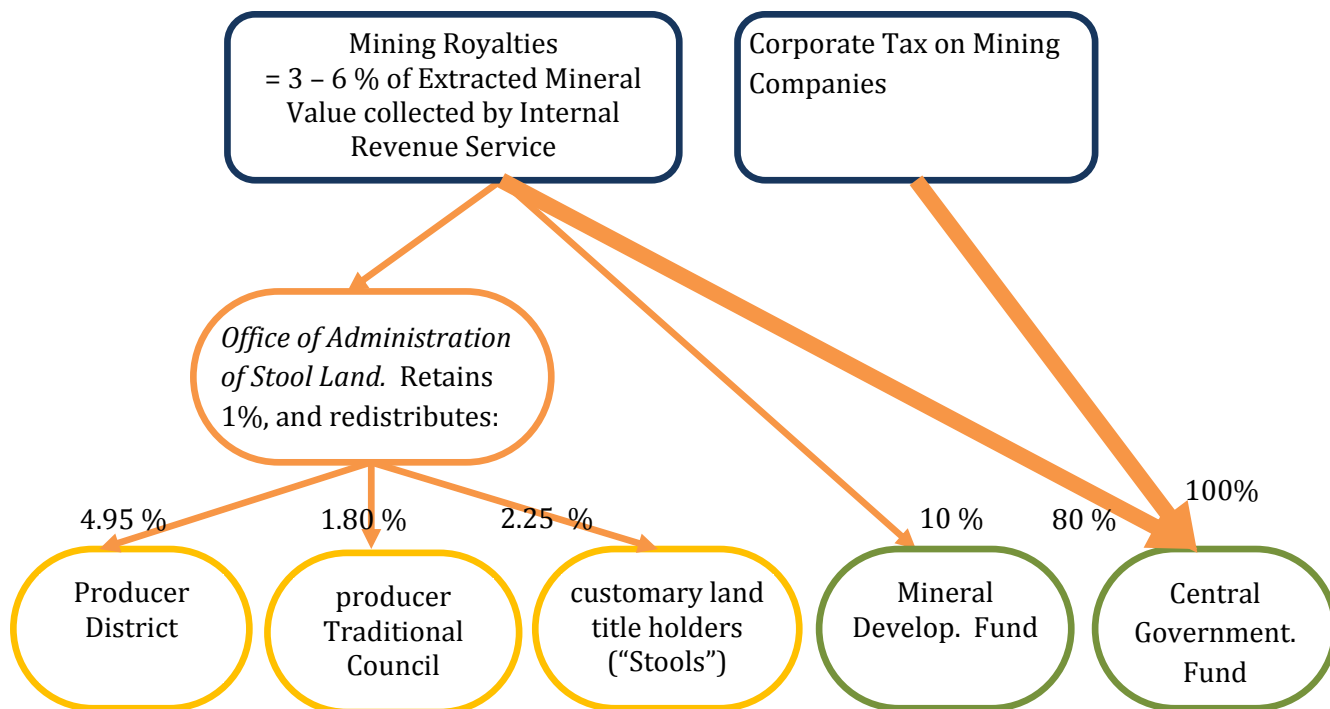 Mining Royalties
= 3 – 6 % of Extracted Mineral
Value collected by Internal
Revenue Service
Corporate Tax on Mining
Companies
Office of Administration
of Stool Land. Retains
1%, and redistributes:
4.95 %
1.80 %
2.25 %
10 %
80 %
100%
Producer
District
producer
Traditional
Council
customary land
title holders
(“Stools”)
Mineral
Develop. Fund
Central
Government.
Fund